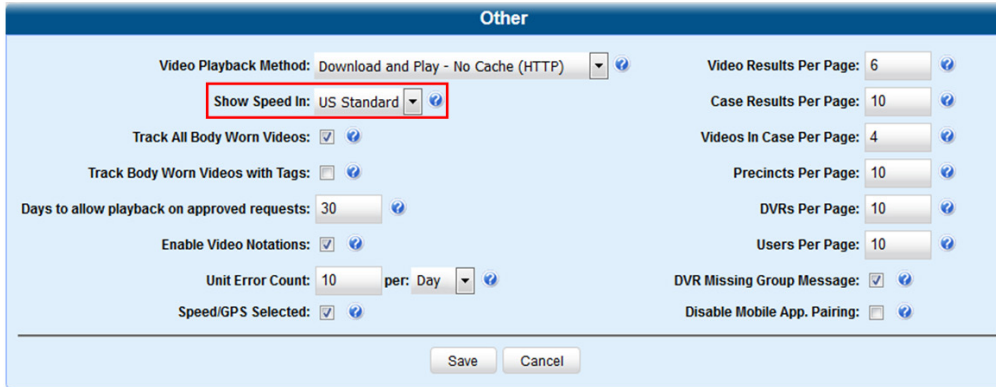 Other
Video Playback Method: Download and Play - No Cache (HTTP)
Video Results Per Page: 6
Show Speed In: US Standard
Case Results Per Page: 10
Track All Body Worn Videos:
Videos In Case Per Page: 4
Track Body Worn Videos with Tags:
Precincts Per Page: 10
Days to allow playback on approved requests: 30
DVRs Per Page: 10
Enable Video Notations:
Users Per Page: 10
Unit Error Count: 10 per: Day
DVR Missing Group Message:
Speed/GPS Selected:
Disable Mobile App. Pairing:
Save Cancel